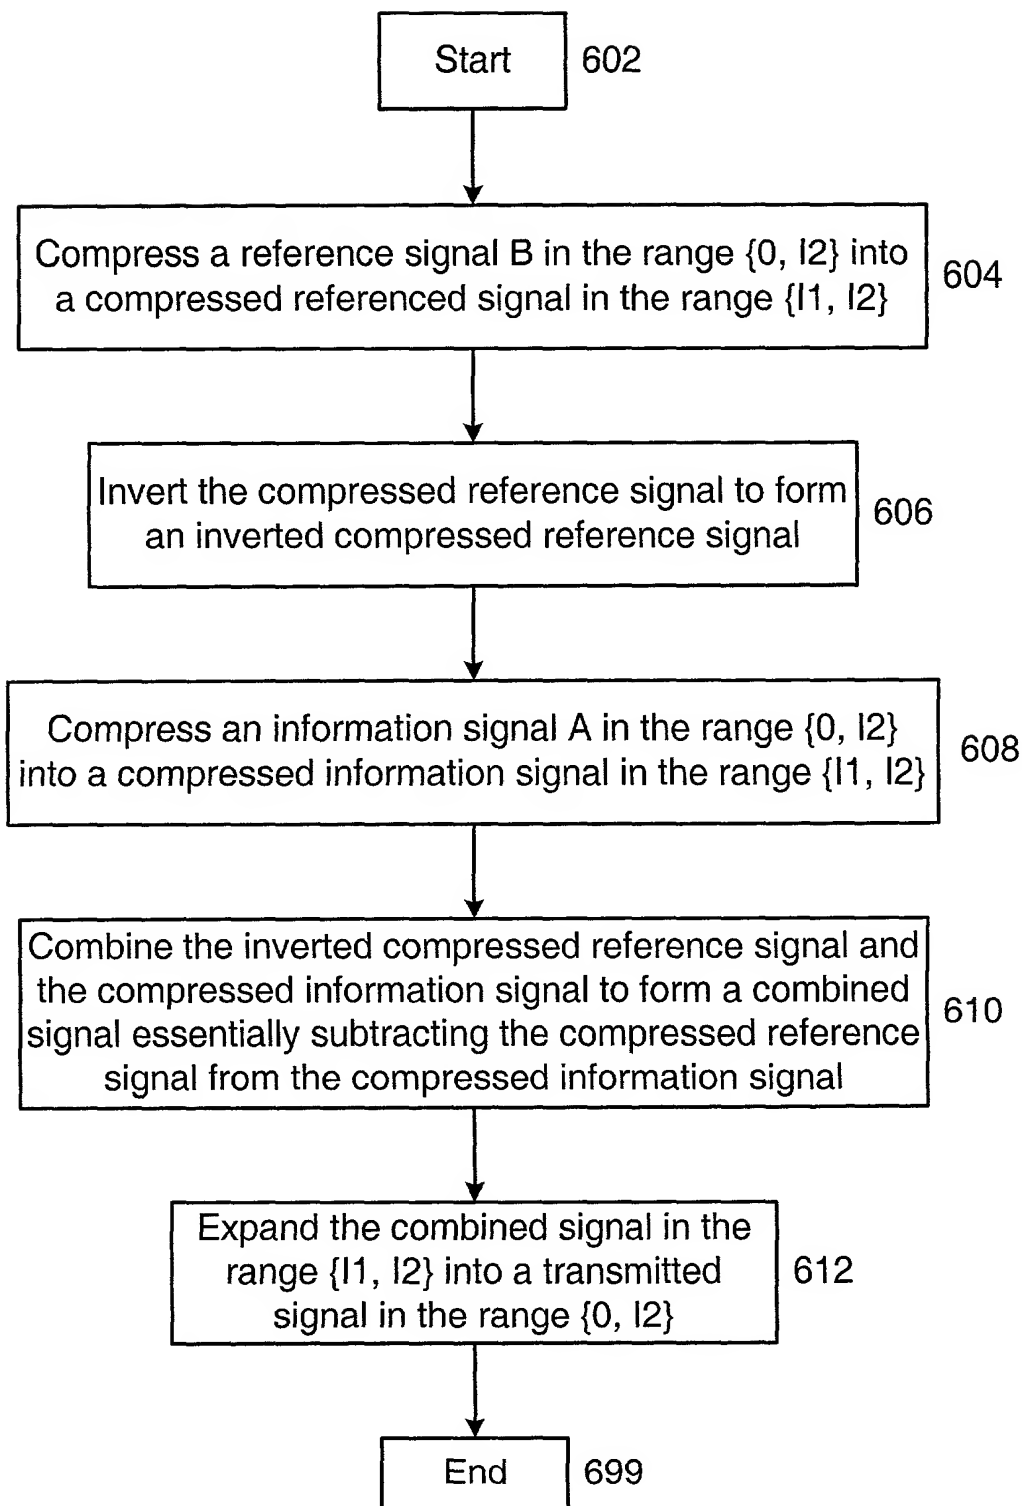 Start
602
Compress a reference signal B in the range {0, I2} into
a compressed referenced signal in the range {I1, I2}
604
Invert the compressed reference signal to form
an inverted compressed reference signal
606
Compress an information signal A in the range {0, I2}
into a compressed information signal in the range {I1, I2}
608
Combine the inverted compressed reference signal and
the compressed information signal to form a combined
signal essentially subtracting the compressed reference
signal from the compressed information signal
610
Expand the combined signal in the
range {I1, I2} into a transmitted
signal in the range {0, I2}
612
End
699